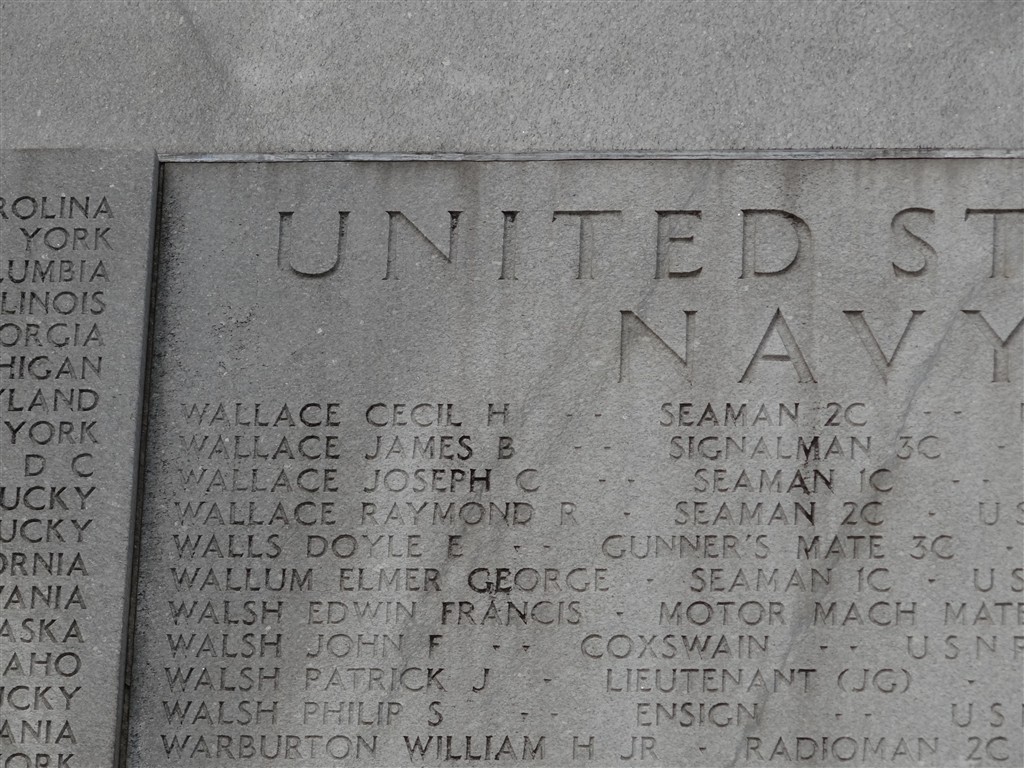 ROLINA
YORK
LUMBIA
LINOIS
ORGIA
HIGAN
YLAND
YORK
D C
UCKY
UCKY
ORNIA
VANIA
ASKA
AHO
UCKY
ANIA
YORK
UNITED ST
NAVY
WALLACE CECIL H - - SEAMAN 2C - -
WALLACE JAMES B - - SIGNALMAN 3C -
WALLACE JOSEPH C - - SEAMAN 1C - -
WALLACE RAYMOND R - SEAMAN 2C - U S
WALLS DOYLE E - - GUNNER'S MATE 3C -
WALLUM ELMER GEORGE - SEAMAN 1C - U S
WALSH EDWIN FRANCIS - MOTOR MACH MATE
WALSH JOHN F - - COXSWAIN - - U S N R
WALSH PATRICK J - LIEUTENANT (JG) -
WALSH PHILIP S - ENSIGN - - U S
WARBURTON WILLIAM H JR - RADIOMAN 2C